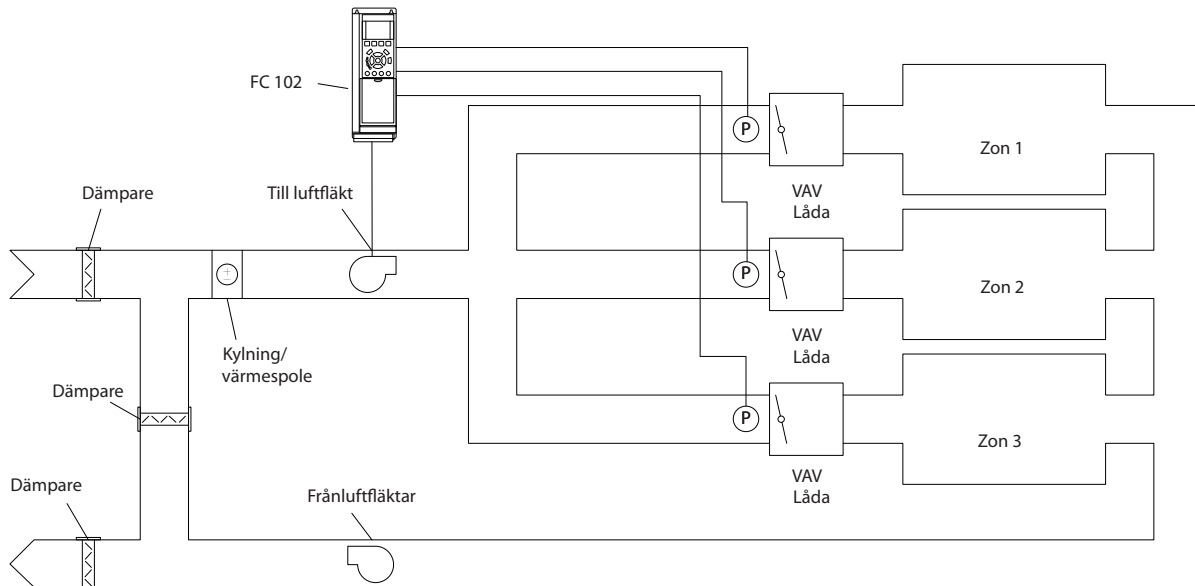 FC 102
P
Zon 1
Dämpare
Till luftfläkt
VAV
Låda
P
Zon 2
Kylning/
värmespole
VAV
Låda
Dämpare
P
Zon 3
Dämpare
Frånluftfläktar
VAV
Låda